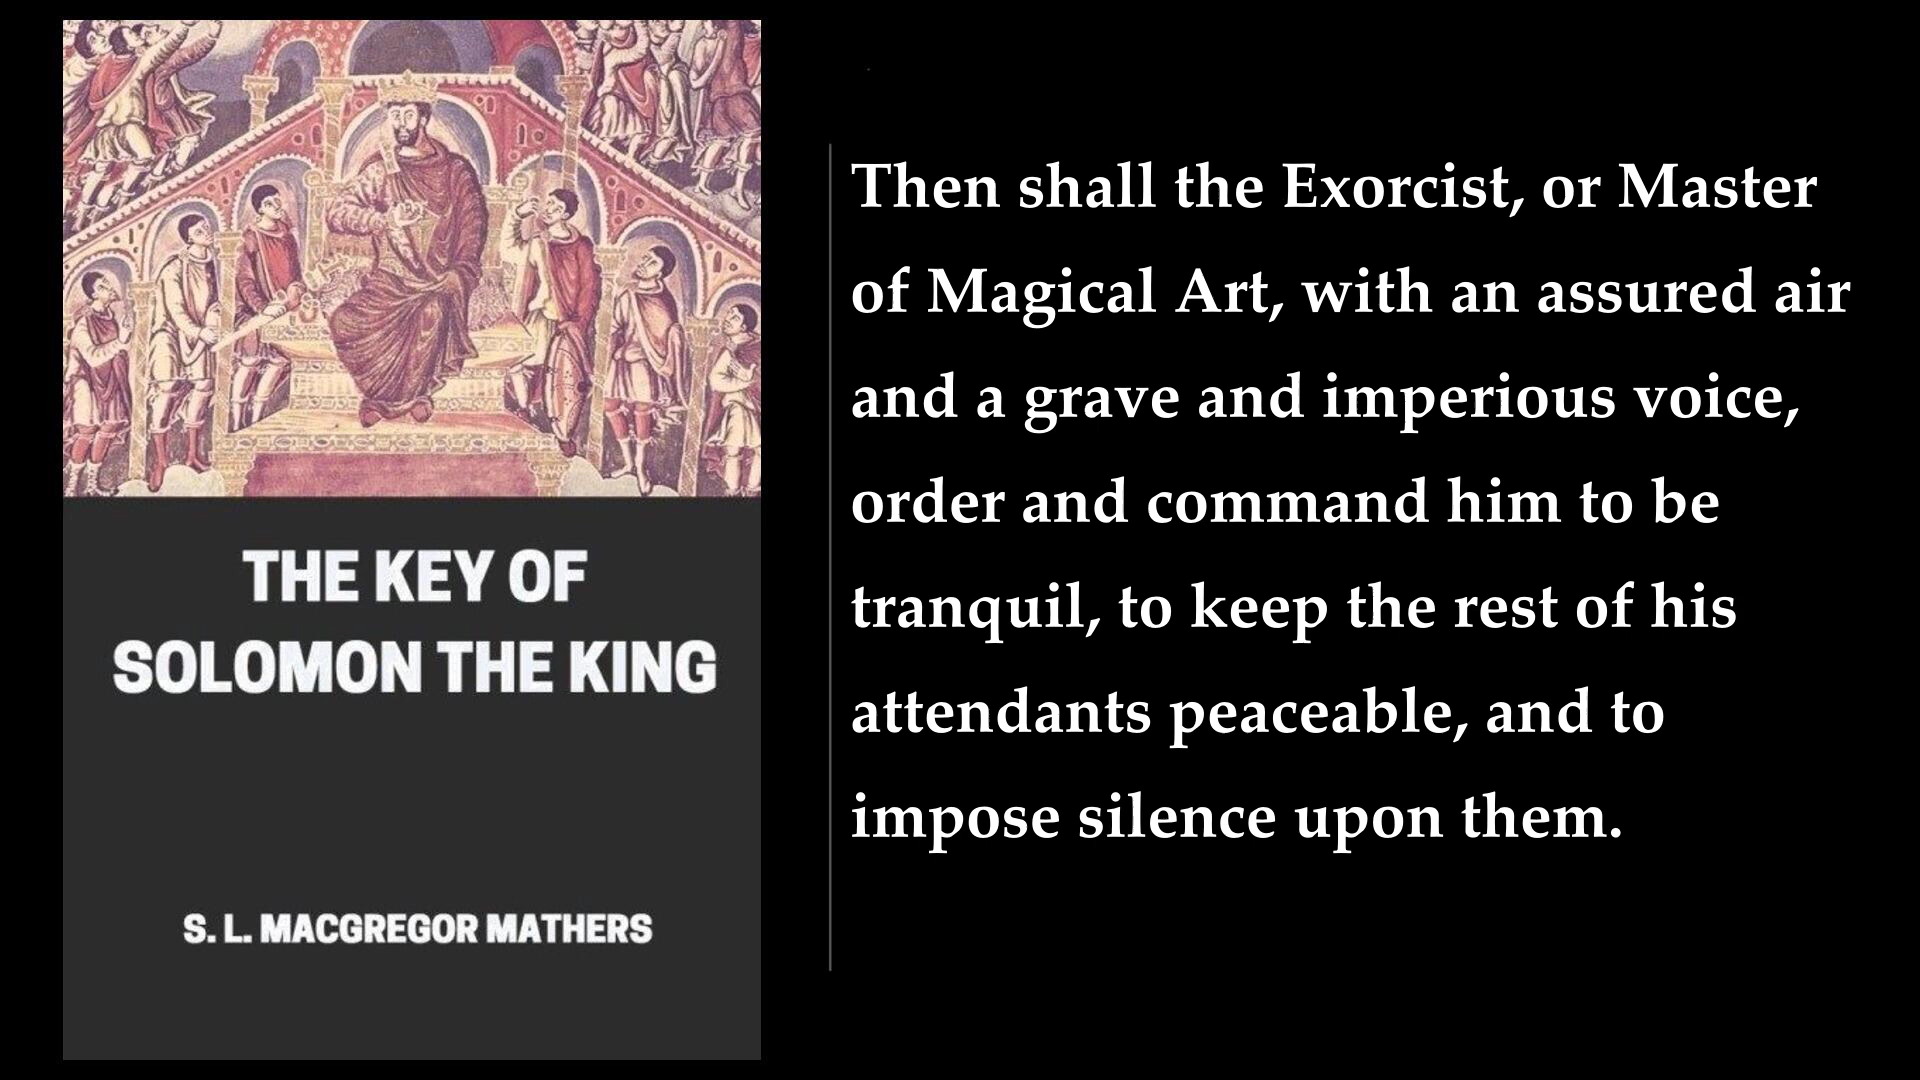 THE KEY OF
SOLOMON THE KING
S. L. MACGREGOR MATHERS
Then shall the Exorcist, or Master
of Magical Art, with an assured air
and a grave and imperious voice,
order and command him to be
tranquil, to keep the rest of his
attendants peaceable, and to
impose silence upon them.